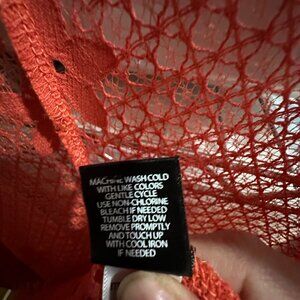 MACHINE WASH COLD
WITH LIKE COLORS
GENTLE CYCLE
USE NON-CHLORINE
BLEACH IF NEEDED
TUMBLE DRY LOW
REMOVE PROMPTLY
AND TOUCH UP
WITH COOL IRON
IF NEEDED